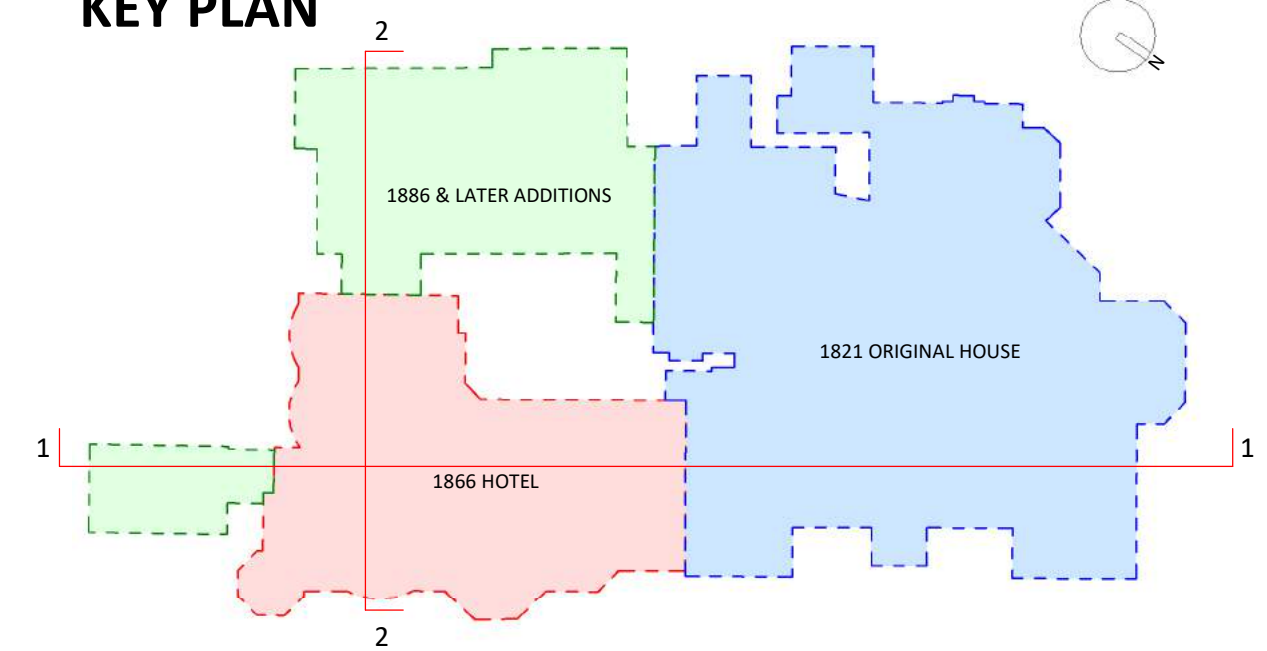 KEY PLAN
2
N
1886 & LATER ADDITIONS
1821 ORIGINAL HOUSE
1
1
1866 HOTEL
2